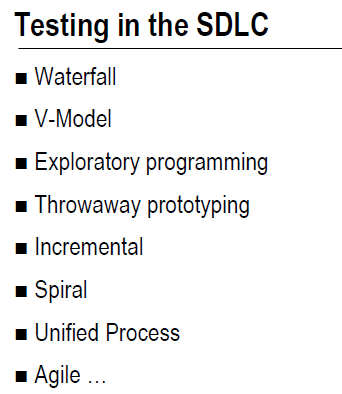 Testing in the SDLC
■ Waterfall
■ V-Model
■ Exploratory programming
■ Throwaway prototyping
■ Incremental
■ Spiral
■ Unified Process
■ Agile …